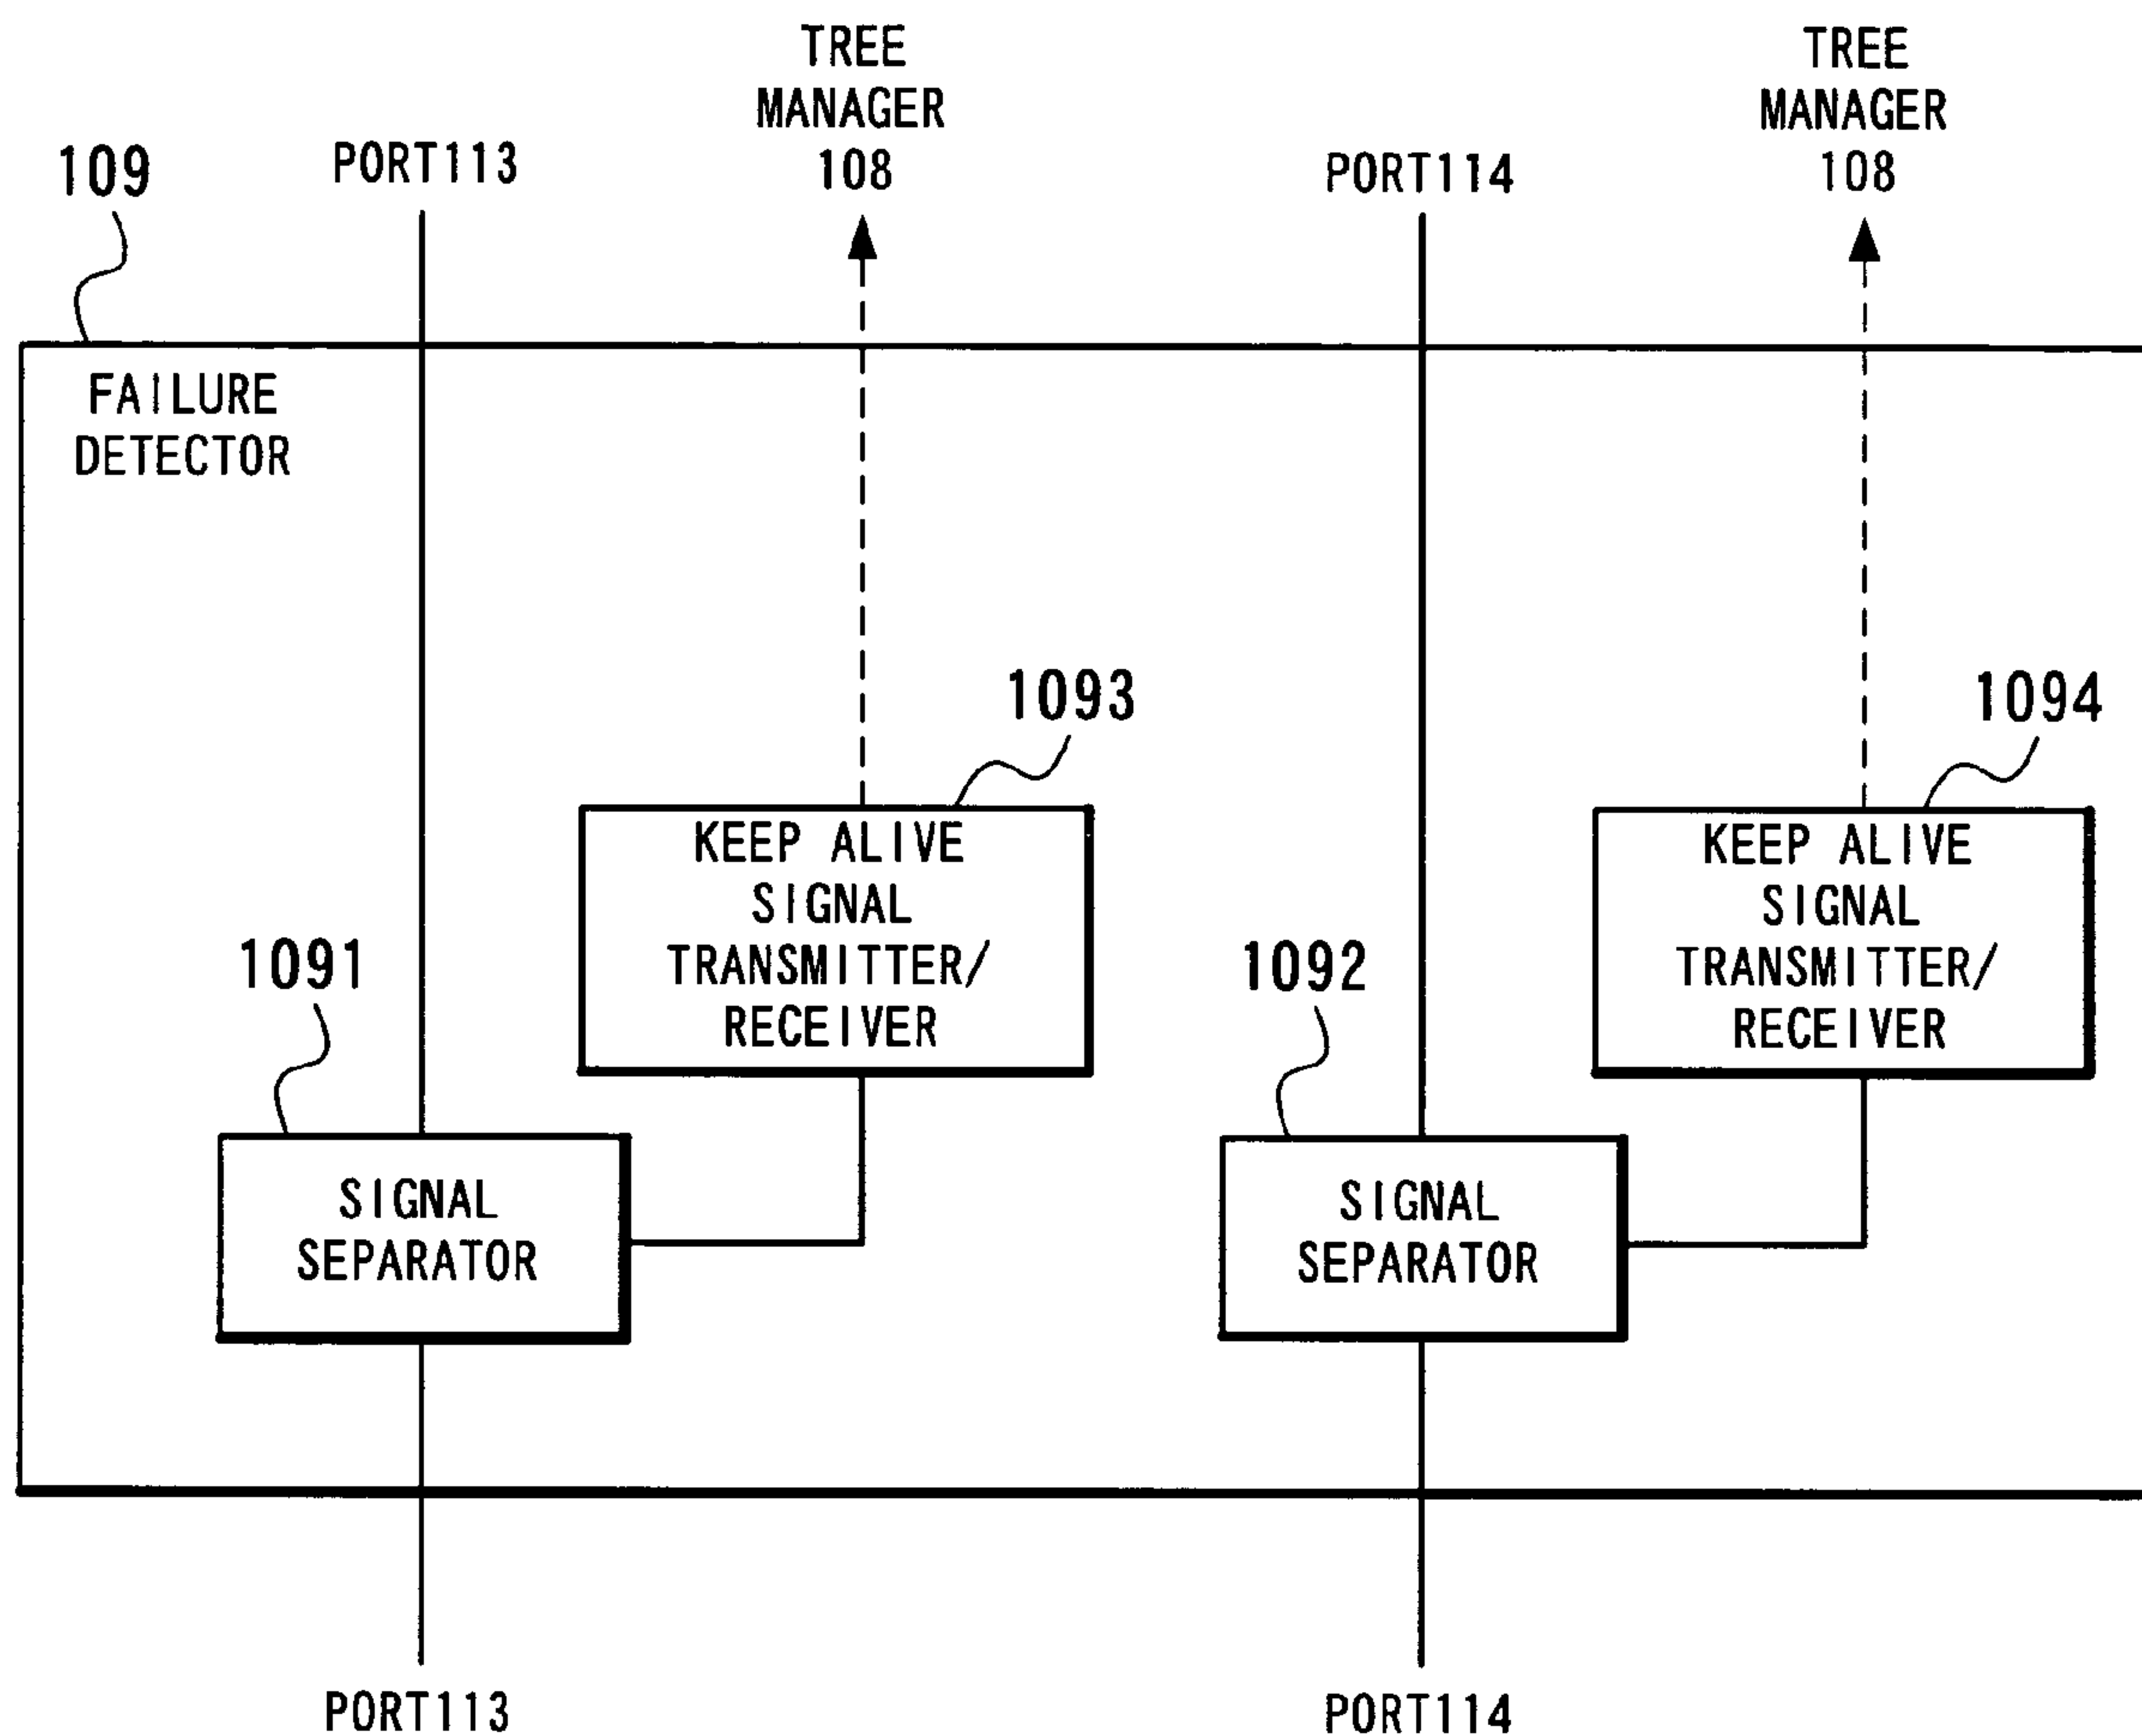 TREE
MANAGER
108
TREE
MANAGER
108
109
PORT113
PORT114
FAILURE
DETECTOR
1093
1094
KEEP ALIVE
SIGNAL
TRANSMITTER/
RECEIVER
KEEP ALIVE
SIGNAL
TRANSMITTER/
RECEIVER
1091
1092
SIGNAL
SEPARATOR
SIGNAL
SEPARATOR
PORT113
PORT114